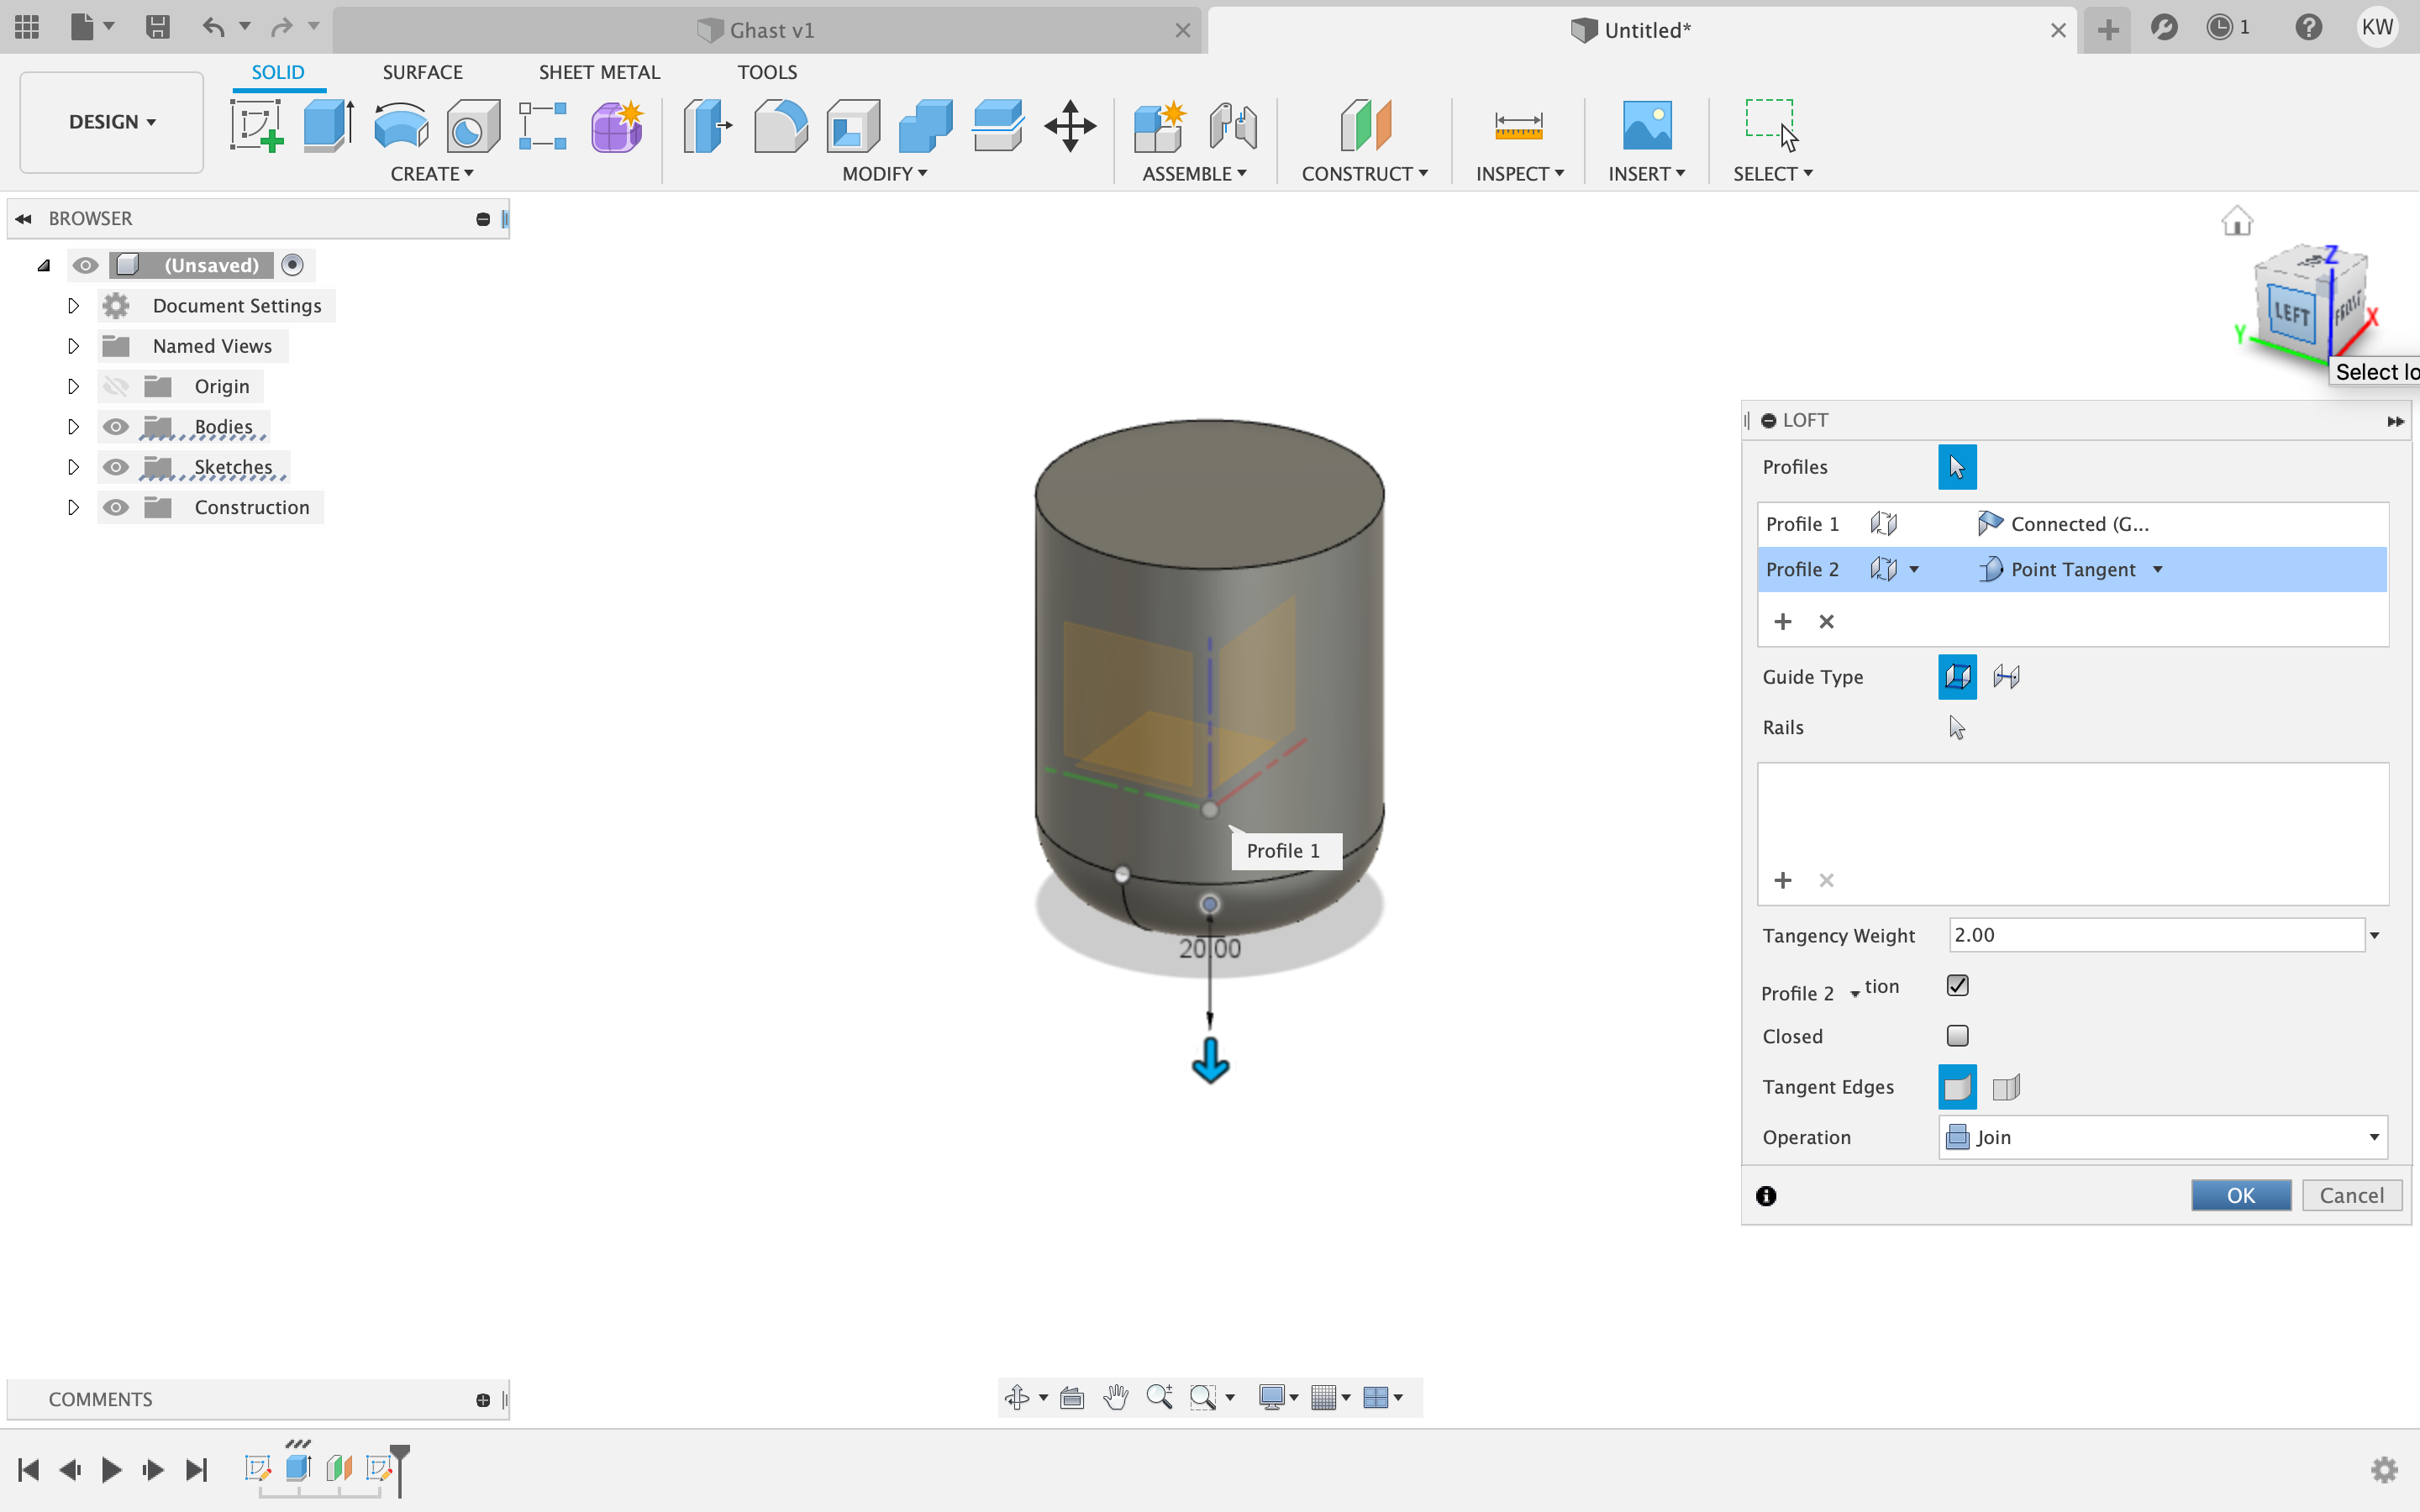 Ghast v1
Untitled*
1
KW
DESIGN
SOLID
SURFACE
SHEET METAL
TOOLS
CREATE
MODIFY
ASSEMBLE
CONSTRUCT
INSPECT
INSERT
SELECT
BROWSER
(Unsaved)
Document Settings
Named Views
Origin
Bodies
Sketches
Construction
Z
LEFT
FRONT
X
Y
Select lo
LOFT
Profiles
Profile 1
Connected (G...
Profile 2
Point Tangent
Guide Type
Rails
Profile 1
20.00
Tangency Weight
2.00
Profile 2
tion
Closed
Tangent Edges
Operation
Join
OK
Cancel
COMMENTS